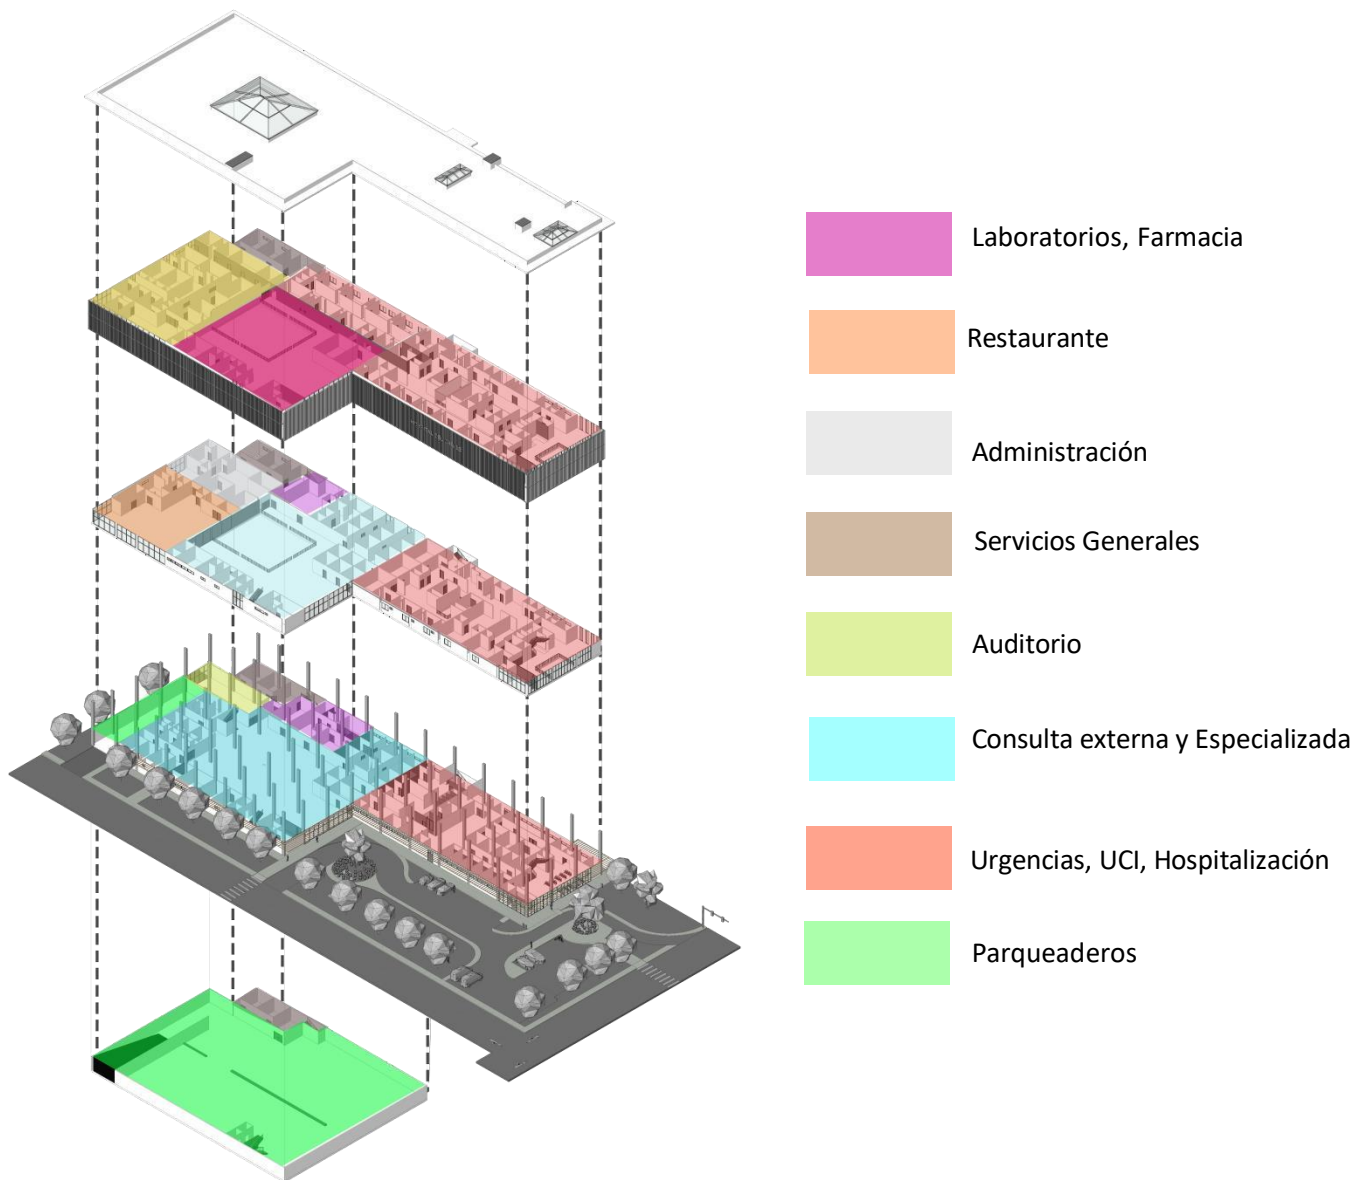 Laboratorios, Farmacia
Restaurante
Administración
Servicios Generales
Auditorio
Consulta externa y Especializada
Urgencias, UCI, Hospitalización
Parqueaderos